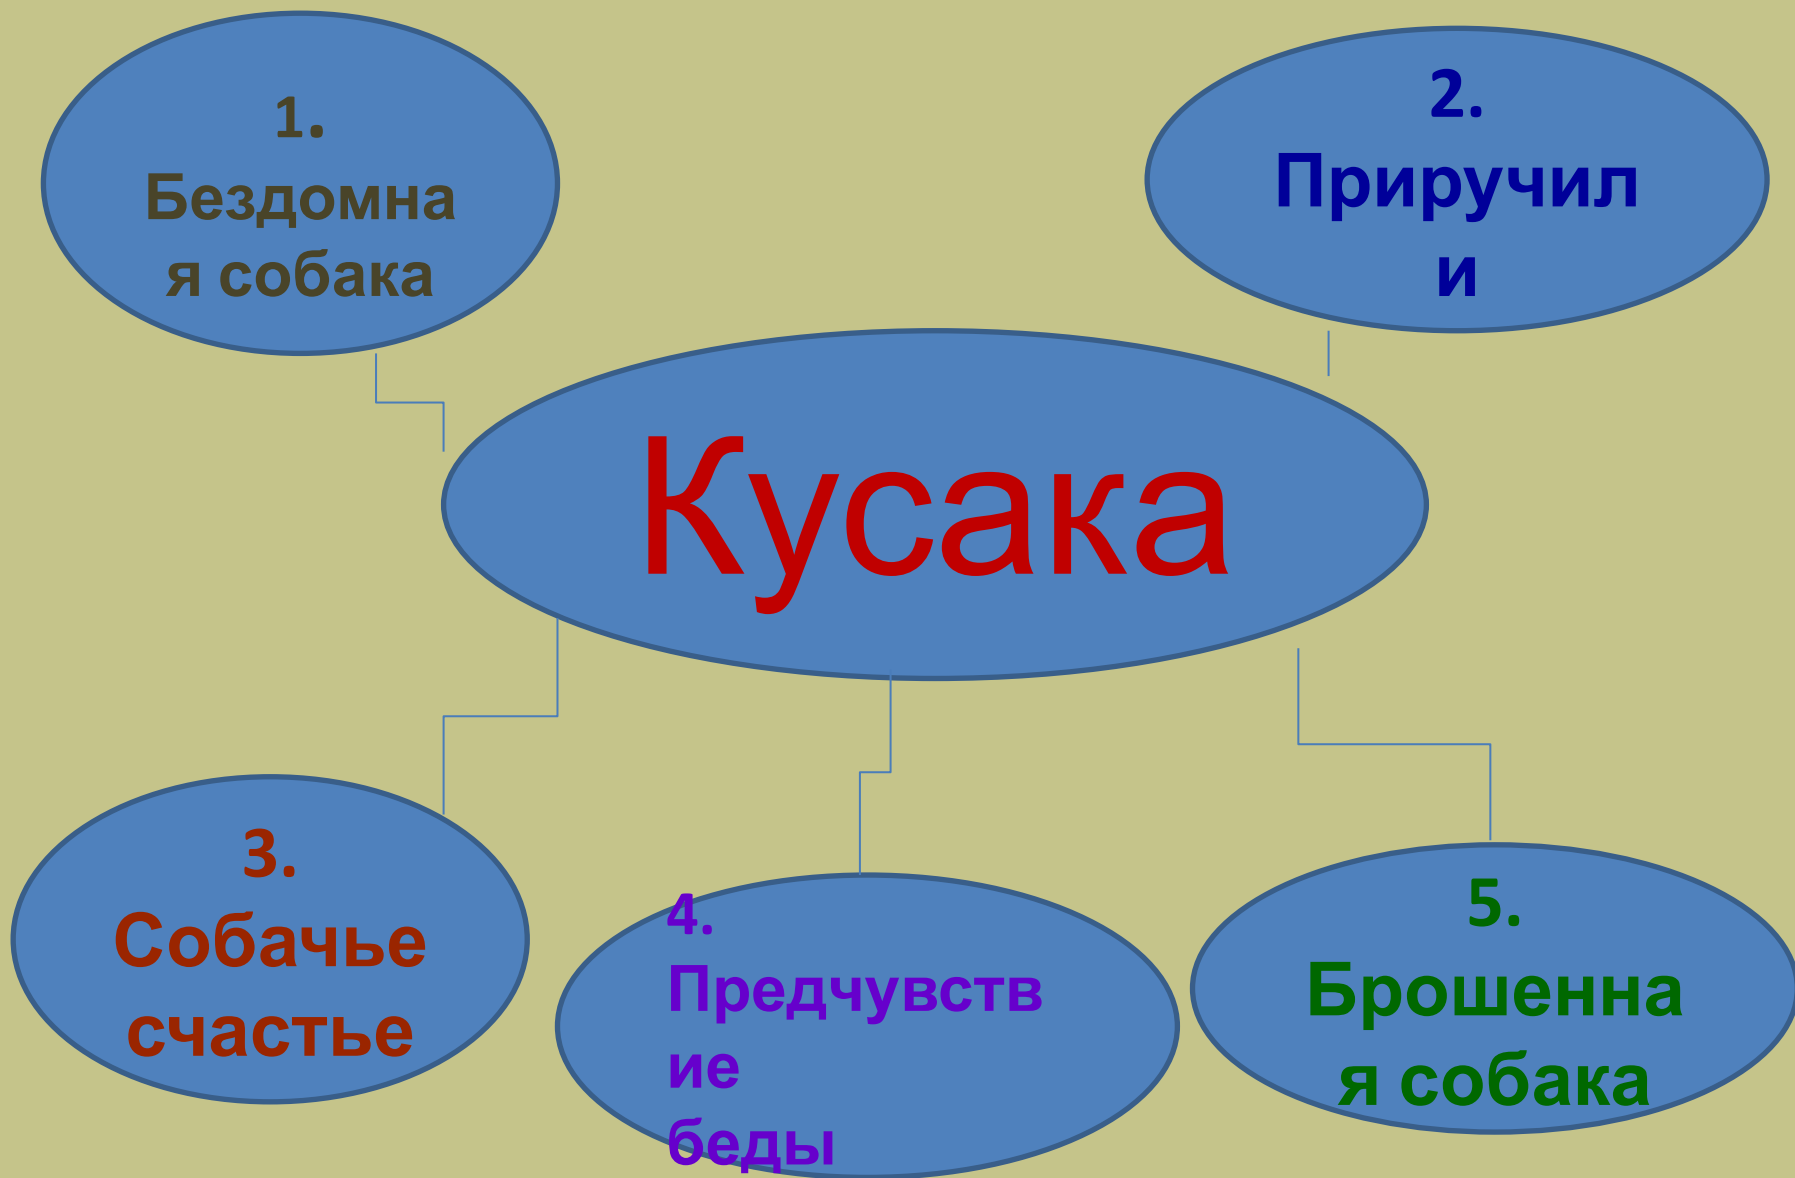 1.
Бездомна
я собака
2.
Приручил
и
Кусака
3.
Собачье
счастье
4.
Предчувств
ие
беды
5.
Брошенна
я собака